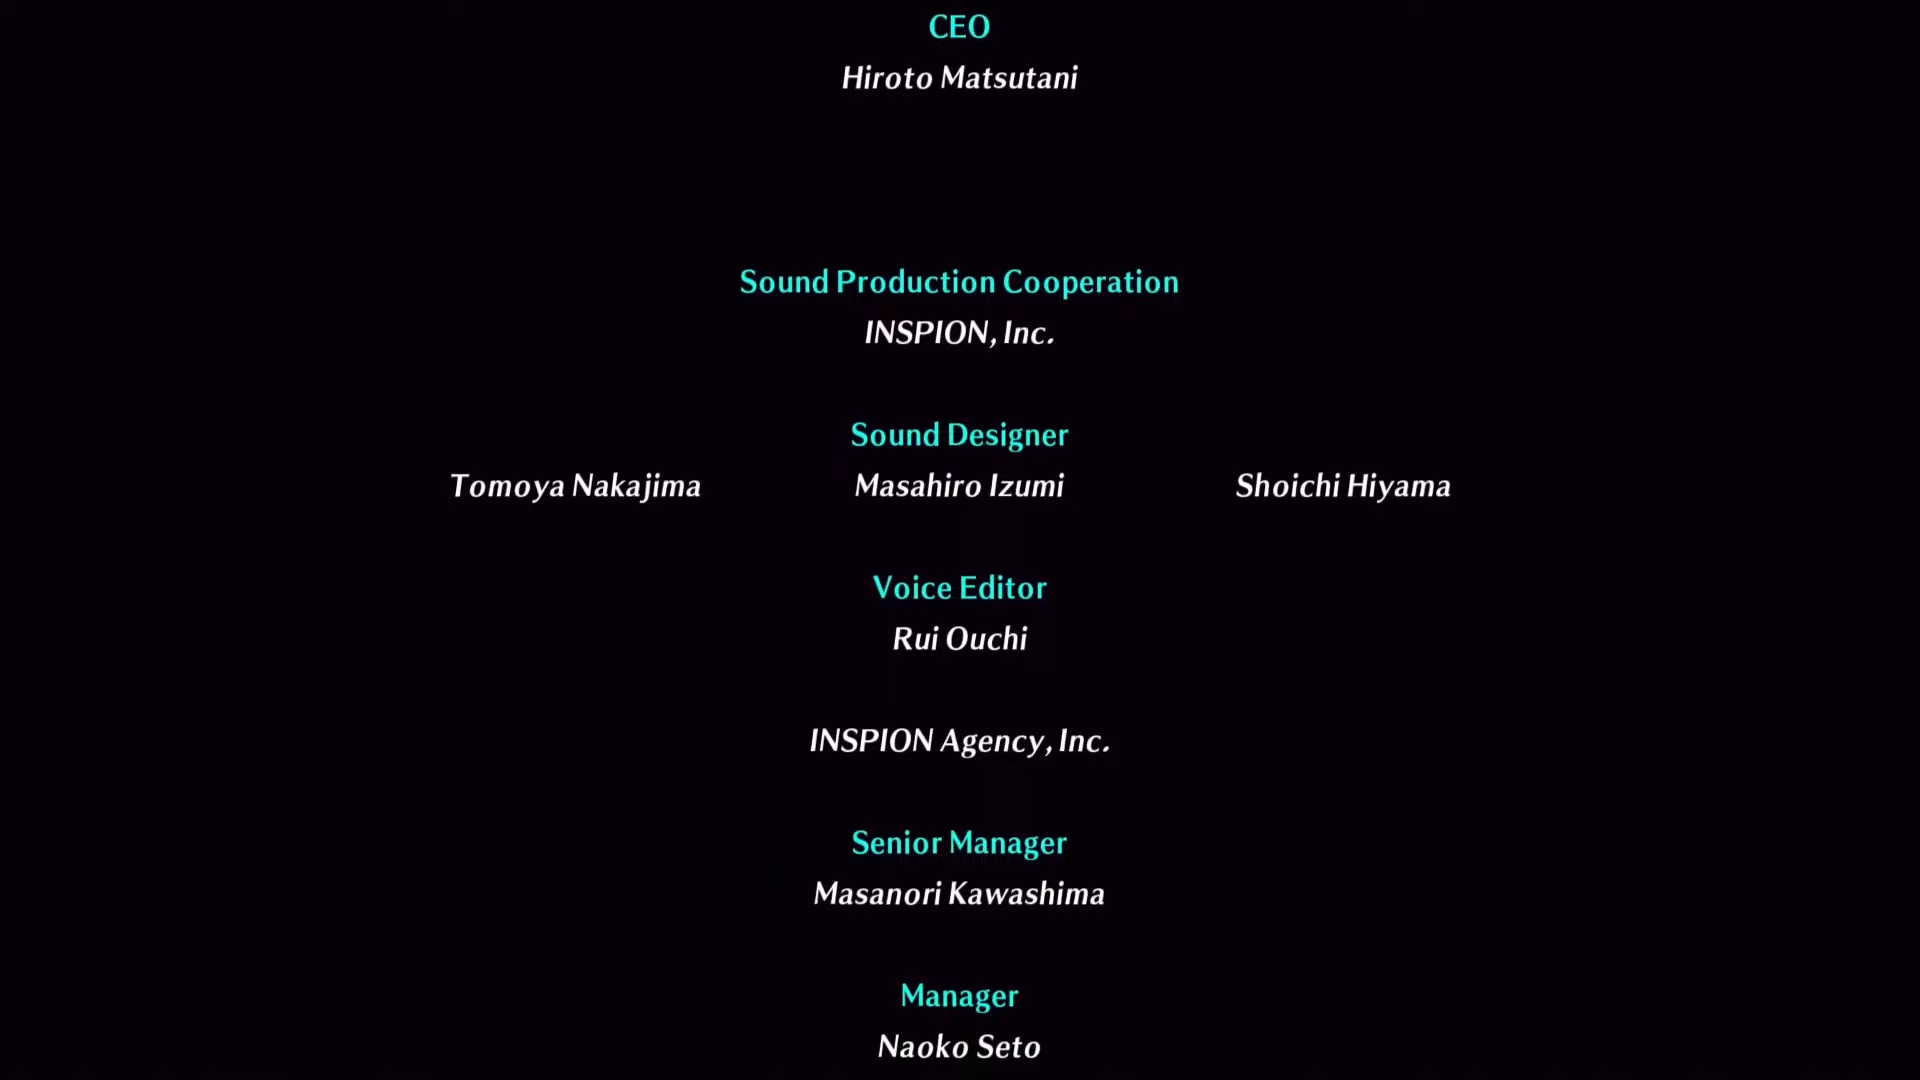 CEO
Hiroto Matsutani
Sound Production Cooperation
INSPION, Inc.
Sound Designer
Tomoya Nakajima Masahiro Izumi Shoichi Hiyama
Voice Editor
Rui Ouchi
INSPION Agency, Inc.
Senior Manager
Masanori Kawashima
Manager
Naoko Seto